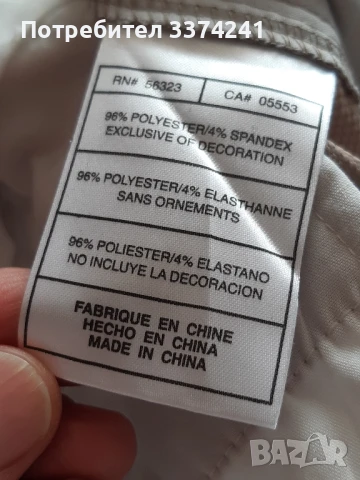 Потребител 3374241
RN# 56323
CA# 05553
96% POLYESTER/4% SPANDEX
EXCLUSIVE OF DECORATION
96% POLYESTER/4% ELASTHANNE
SANS ORNEMENTS
96% POLIESTER/4% ELASTANO
NO INCLUYE LA DECORACION
FABRIQUE EN CHINE
HECHO EN CHINA
MADE IN CHINA
BAZAR